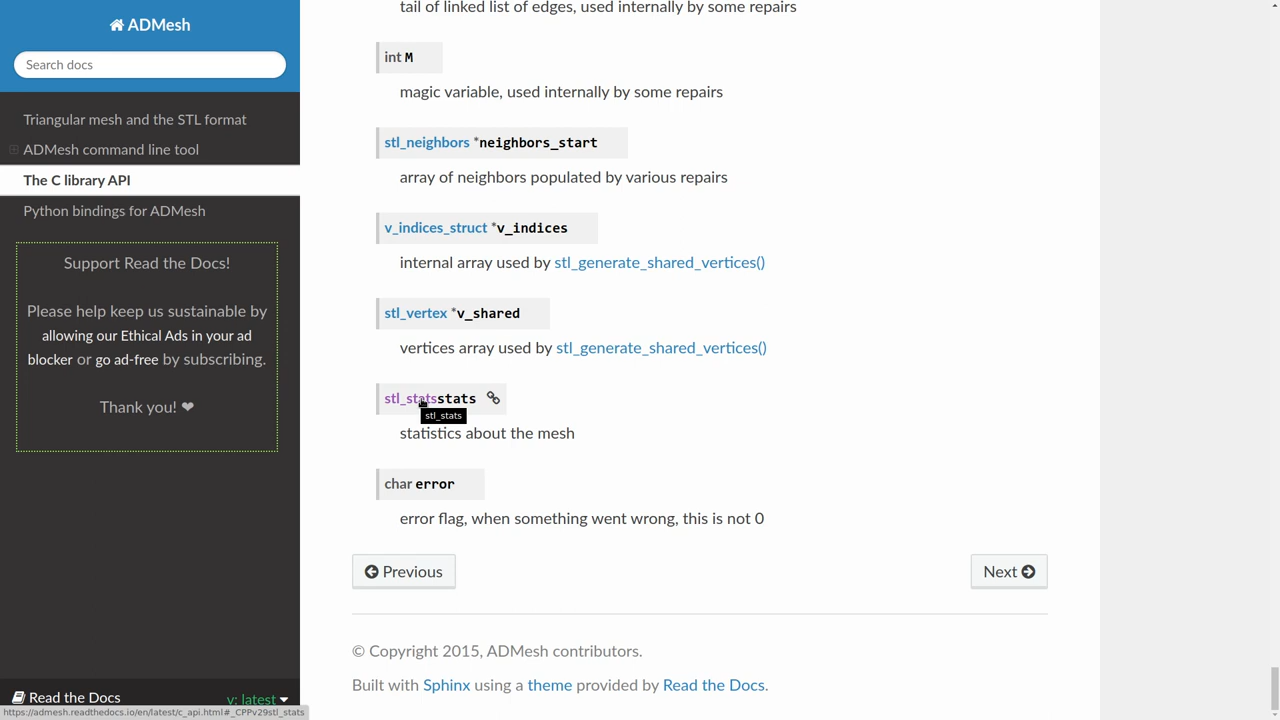 ADMesh
Search docs
Triangular mesh and the STL format
ADMesh command line tool
The C library API
Python bindings for ADMesh
Support Read the Docs!
Please help keep us sustainable by
allowing our Ethical Ads in your ad
blocker or go ad-free by subscribing.
Thank you! ❤
Read the Docs
v: latest
https://admesh.readthedocs.io/en/latest/c_api.html#_CPPv29stl_stats
tail of linked list of edges, used internally by some repairs
int M
magic variable, used internally by some repairs
stl_neighbors *neighbors_start
array of neighbors populated by various repairs
v_indices_struct *v_indices
internal array used by stl_generate_shared_vertices()
stl_vertex *v_shared
vertices array used by stl_generate_shared_vertices()
stl_statsstats
stl_stats
statistics about the mesh
char error
error flag, when something went wrong, this is not 0
Previous
Next
© Copyright 2015, ADMesh contributors.
Built with Sphinx using a theme provided by Read the Docs.